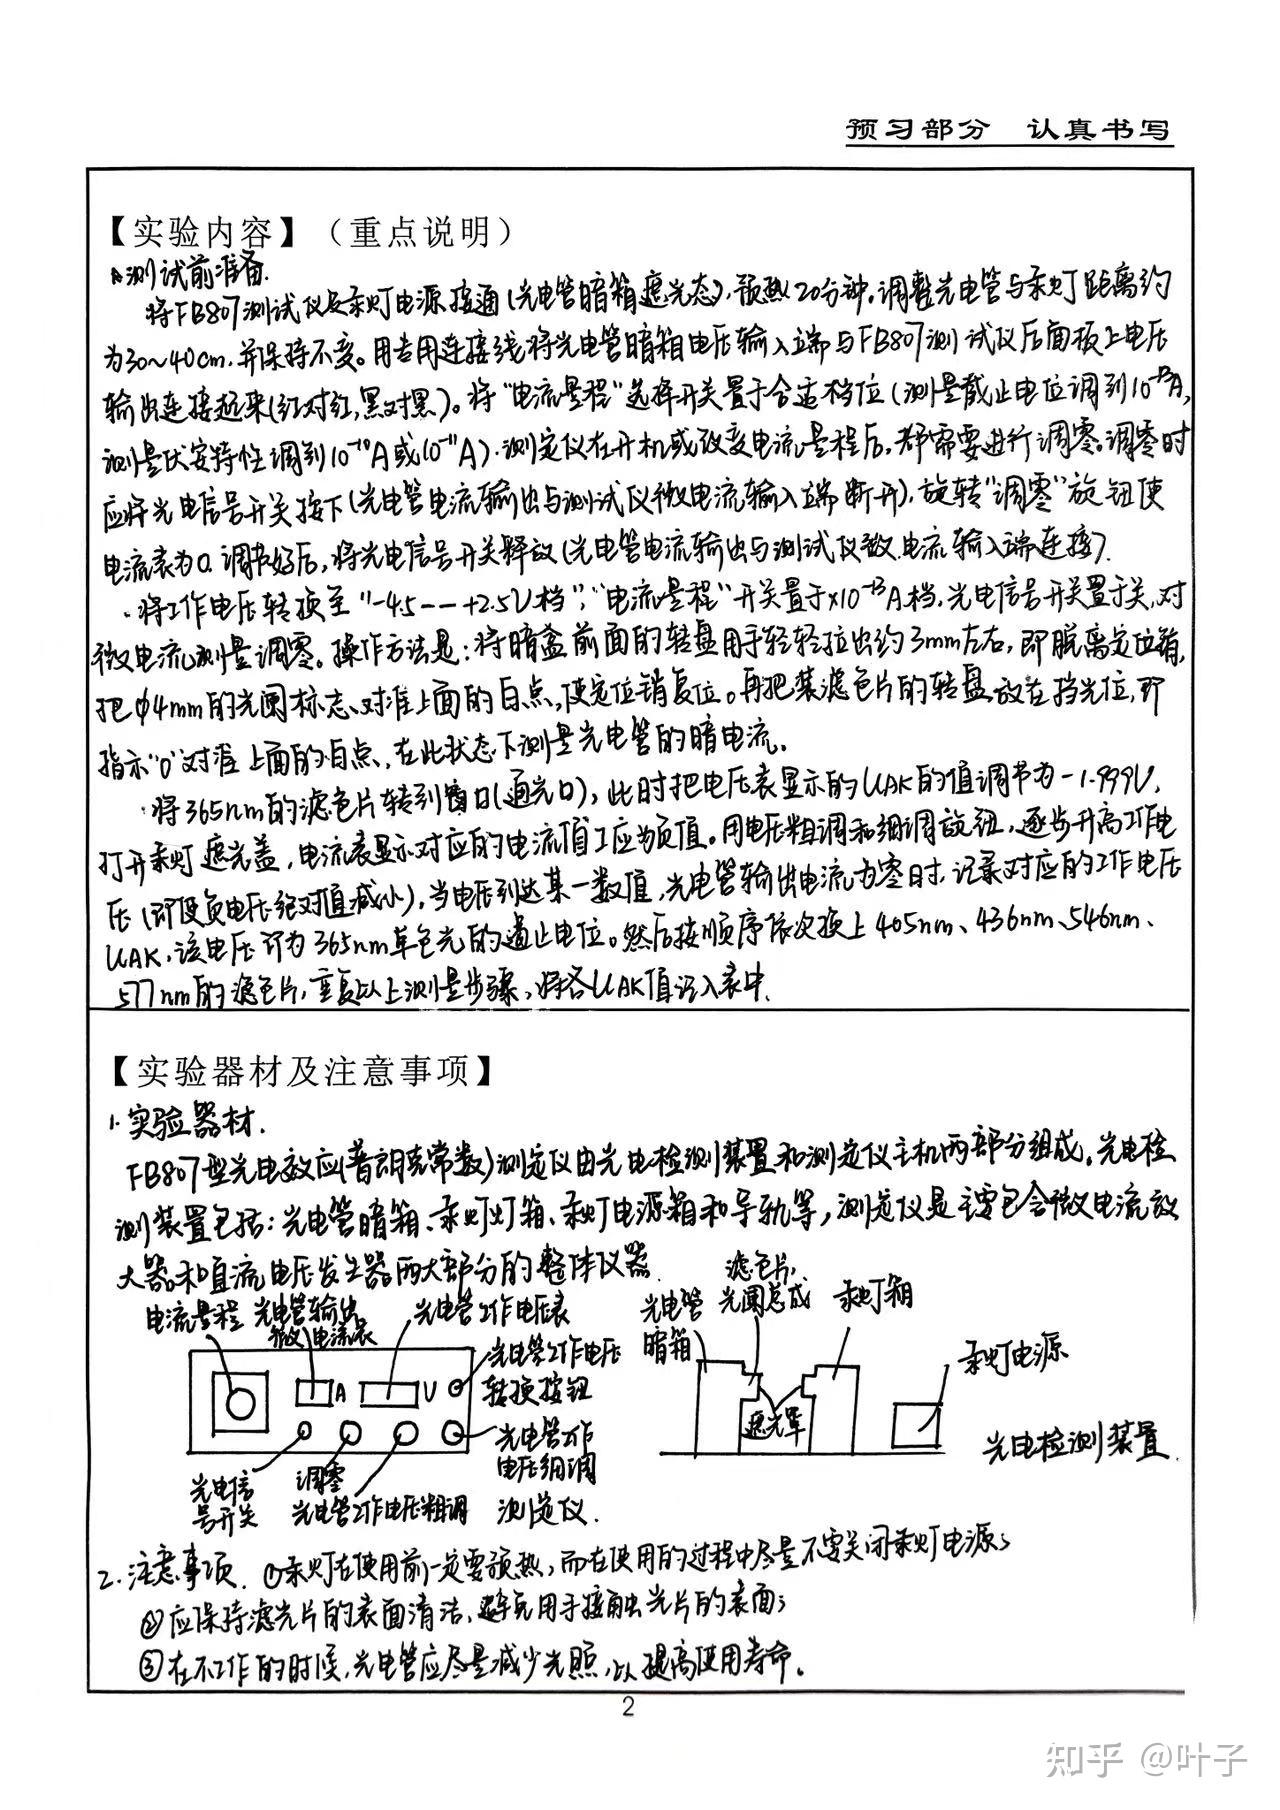 预习部分 认真书写
【实验内容】（重点说明）
测试前准备.
将FB807测试仪及汞灯电源接通(光电管暗箱遮光态),预热20分钟。调整光电管与汞灯距离约
为30~40cm,并保持不变。用专用连接线将光电管暗箱电压输入端与FB807测试仪后面板上电压
输出连接起来(红对红,黑对黑)。将"电流量程"选择开关置于合适档位(测量截止电位调到10⁻¹³A,
测量伏安特性调到10⁻¹⁰A或10⁻¹¹A).测定仪在开机或改变电流量程后,都需要进行调零。调零时
应将光电信号开关按下(光电管电流输出与测试仪微电流输入端断开),旋转"调零"旋钮使
电流表为0.调节好后,将光电信号开关释放(光电管电流输出与测试仪微电流输入端连接).
·将工作电压转换至"-4.5——+2.5V档","电流量程"开关置于×10⁻¹³A档,光电信号开关置于关,对
微电流测量调零。操作方法是:将暗盒前面的转盘用手轻轻拉出约3mm左右,即脱离定位销,
把φ4mm的光阑标志对准上面的白点,使定位销复位。再把装滤色片的转盘放在挡光位,即
指示"0"对准上面的白点,在此状态下测量光电管的暗电流.
·将365nm的滤色片转到窗口(通光口),此时把电压表显示的UAK的值调节为-1.999V,
打开汞灯遮光盖,电流表显示对应的电流值I应为负值。用电压粗调和细调旋钮,逐步升高工作电
压(即使负电压绝对值减小),当电压到达某一数值,光电管输出电流为零时,记录对应的工作电压
UAK,该电压即为365nm单色光的遏止电位。然后按顺序依次换上405nm、436nm、546nm、
577nm的滤色片,重复以上测量步骤,将各UAK值记入表中.
【实验器材及注意事项】
1.实验器材.
FB807型光电效应(普朗克常数)测定仪由光电检测装置和测定仪主机两部分组成。光电检
测装置包括:光电管暗箱、汞灯灯箱、汞灯电源箱和导轨等,测定仪是主要包含微电流放
大器和直流电压发生器两大部分的整体仪器.
电流量程 光电管输出微电流表 光电管工作电压表
A V 光电管工作电压转换按钮
光电管工作电压细调
光电信号开关 调零 光电管工作电压粗调 测定仪.
光电管暗箱 滤色片,光阑总成 汞灯箱
汞灯电源
遮光罩
光电检测装置.
2.注意事项.①汞灯在使用前一定要预热,而在使用的过程中尽量不要关闭汞灯电源;
②应保持滤光片的表面清洁,避免用手接触光片的表面;
③在不工作的时候,光电管应尽量减少光照,以提高使用寿命.
2
知乎 @叶子